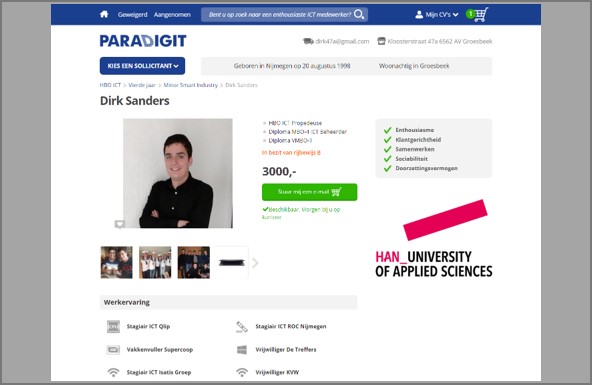 Geweigerd Aangenomen Bent u op zoek naar een enthousiaste ICT medewerker? Mijn CV's 1
PARADIGIT
dirk47a@gmail.com Kloosterstraat 47a 6562 AV Groesbeek
KIES EEN SOLLICITANT
Geboren in Nijmegen op 20 augustus 1998 Woonachtig in Groesbeek
HBO ICT > Vierde jaar > Minor Smart Industry > Dirk Sanders
Dirk Sanders
HBO ICT Propedeuse
Diploma MBO-4 ICT Beheerder
Diploma VMBO-T
In bezit van rijbewijs B
3000,-
Stuur mij een e-mail
Beschikbaar, Morgen bij u op
kantoor
Enthousiasme
Klantgerichtheid
Samenwerken
Sociabiliteit
Doorzettingsvermogen
HAN_UNIVERSITY
OF APPLIED SCIENCES
Werkervaring
Stagiair ICT Qlip
Stagiair ICT ROC Nijmegen
Vakkenvuller Supercoop
Vrijwilliger De Treffers
Stagiair ICT Isatis Groep
Vrijwilliger KVW